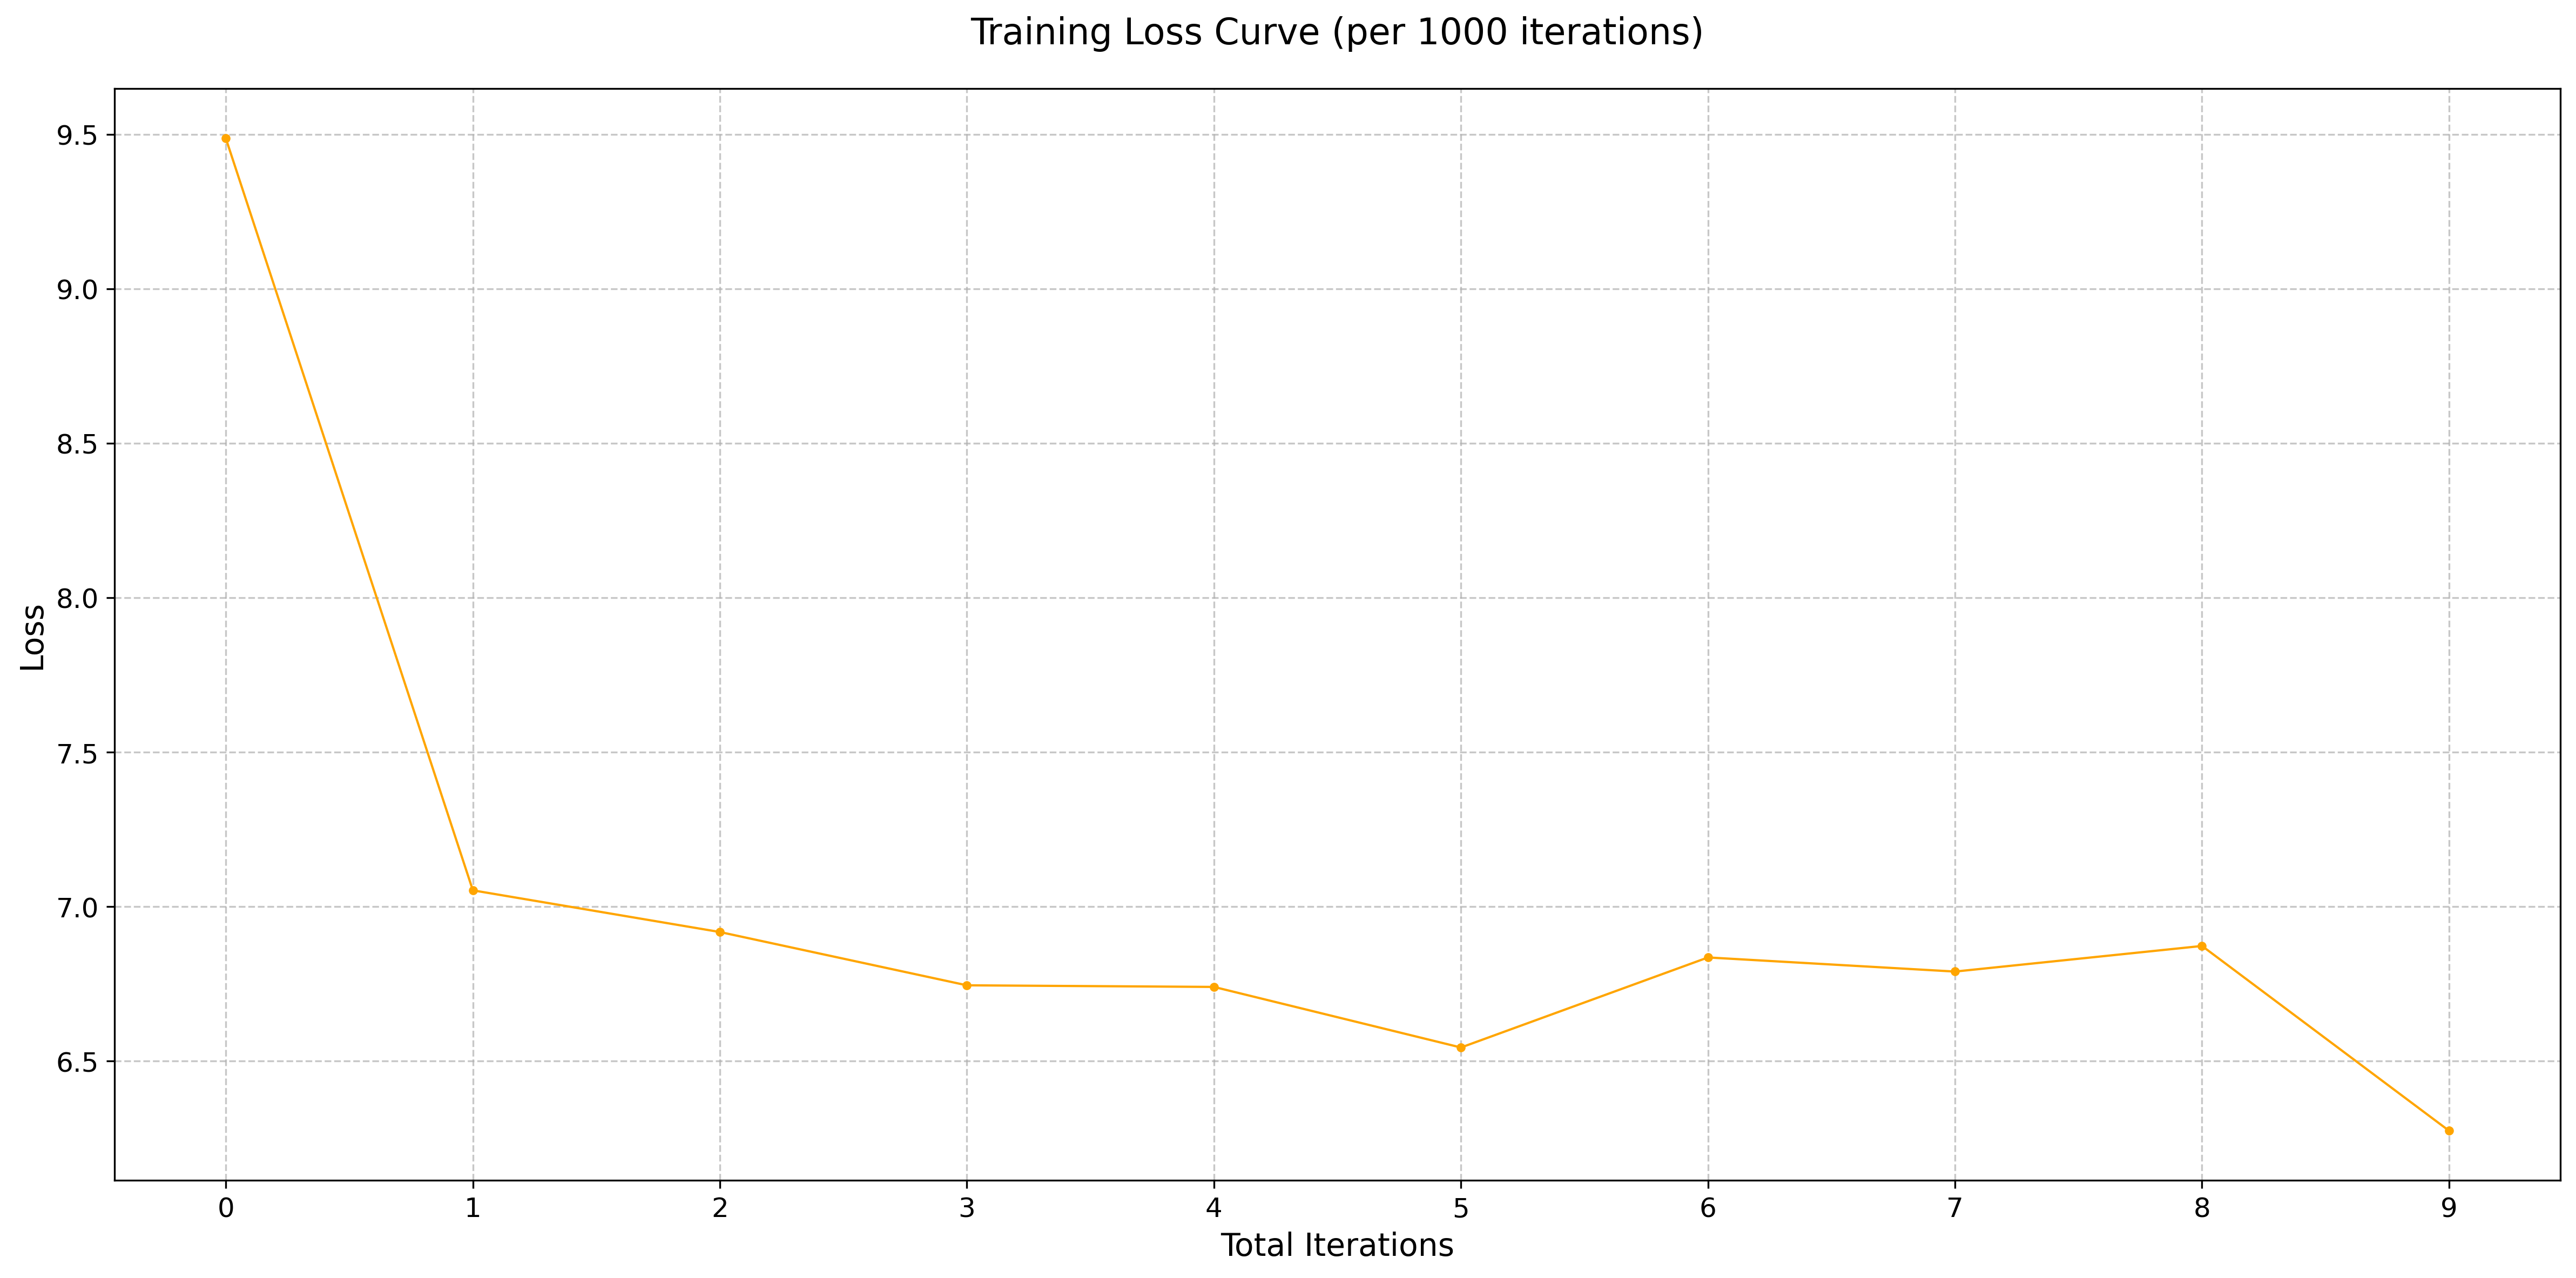 Training Loss Curve (per 1000 iterations)
9.5
9.0
8.5
8.0
7.5
7.0
6.5
Loss
0 1 2 3 4 5 6 7 8 9
Total Iterations